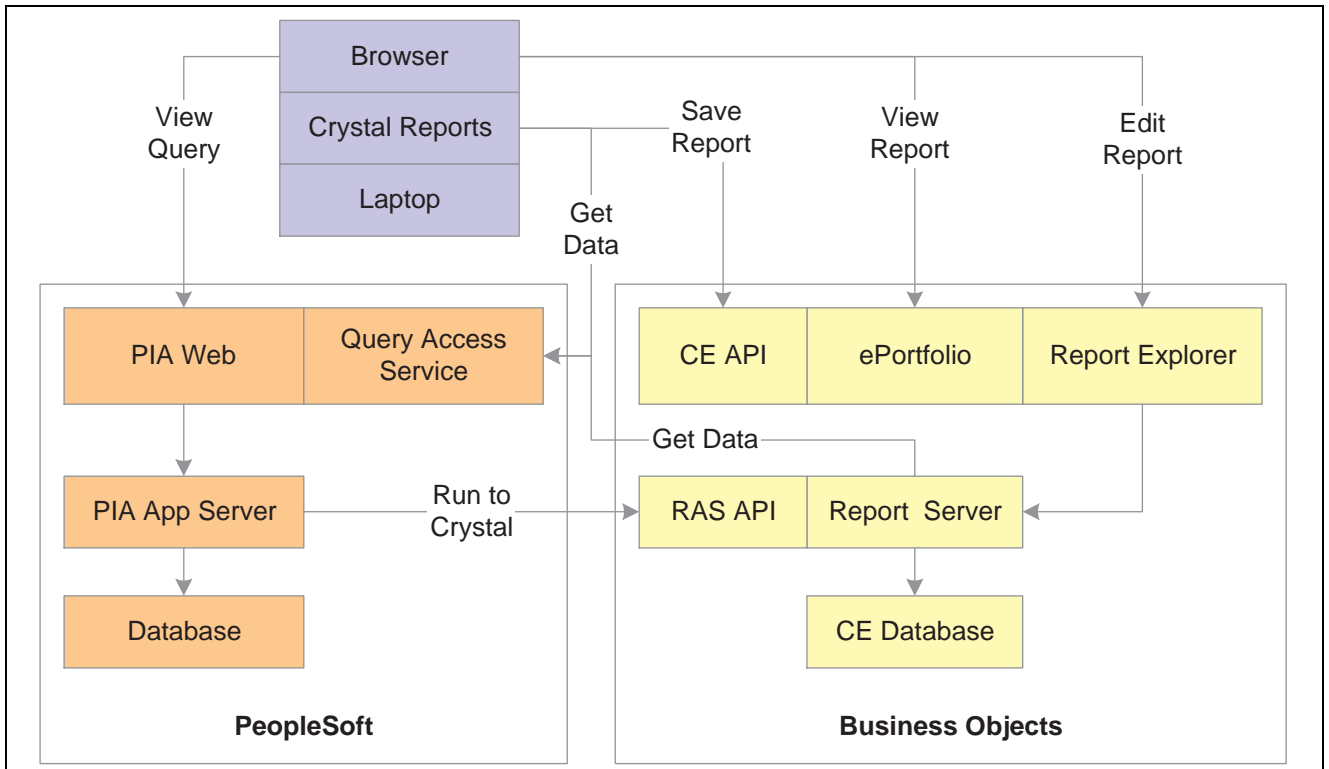 Browser
Crystal Reports
Laptop
View
Query
Save
Report
View
Report
Edit
Report
Get
Data
PIA Web
Query Access
Service
CE API
ePortfolio
Report Explorer
Get Data
PIA App Server
Run to
Crystal
RAS API
Report Server
Database
CE Database
PeopleSoft
Business Objects